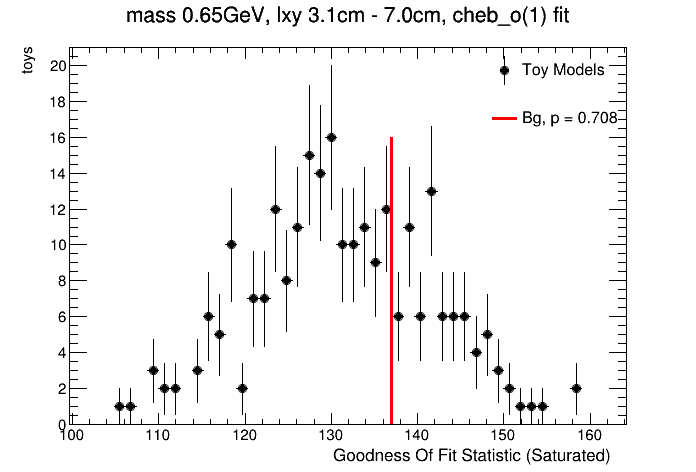 mass 0.65GeV, lxy 3.1cm - 7.0cm, cheb_o(1) fit
toys
20
18
16
14
12
10
8
6
4
2
0
Toy Models
Bg, p = 0.708
100 110 120 130 140 150 160
Goodness Of Fit Statistic (Saturated)